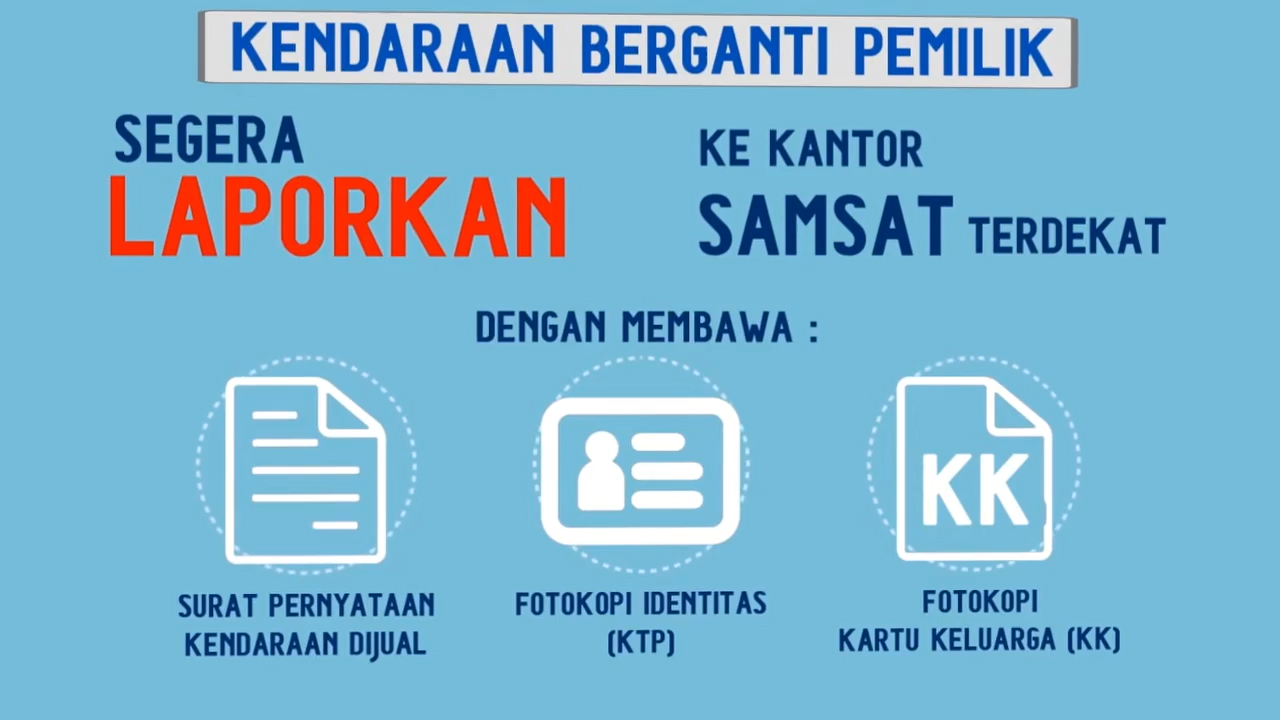 KENDARAAN BERGANTI PEMILIK
SEGERA
LAPORKAN
KE KANTOR
SAMSAT TERDEKAT
DENGAN MEMBAWA :
KK
SURAT PERNYATAAN
KENDARAAN DIJUAL
FOTOKOPI IDENTITAS
(KTP)
FOTOKOPI
KARTU KELUARGA (KK)